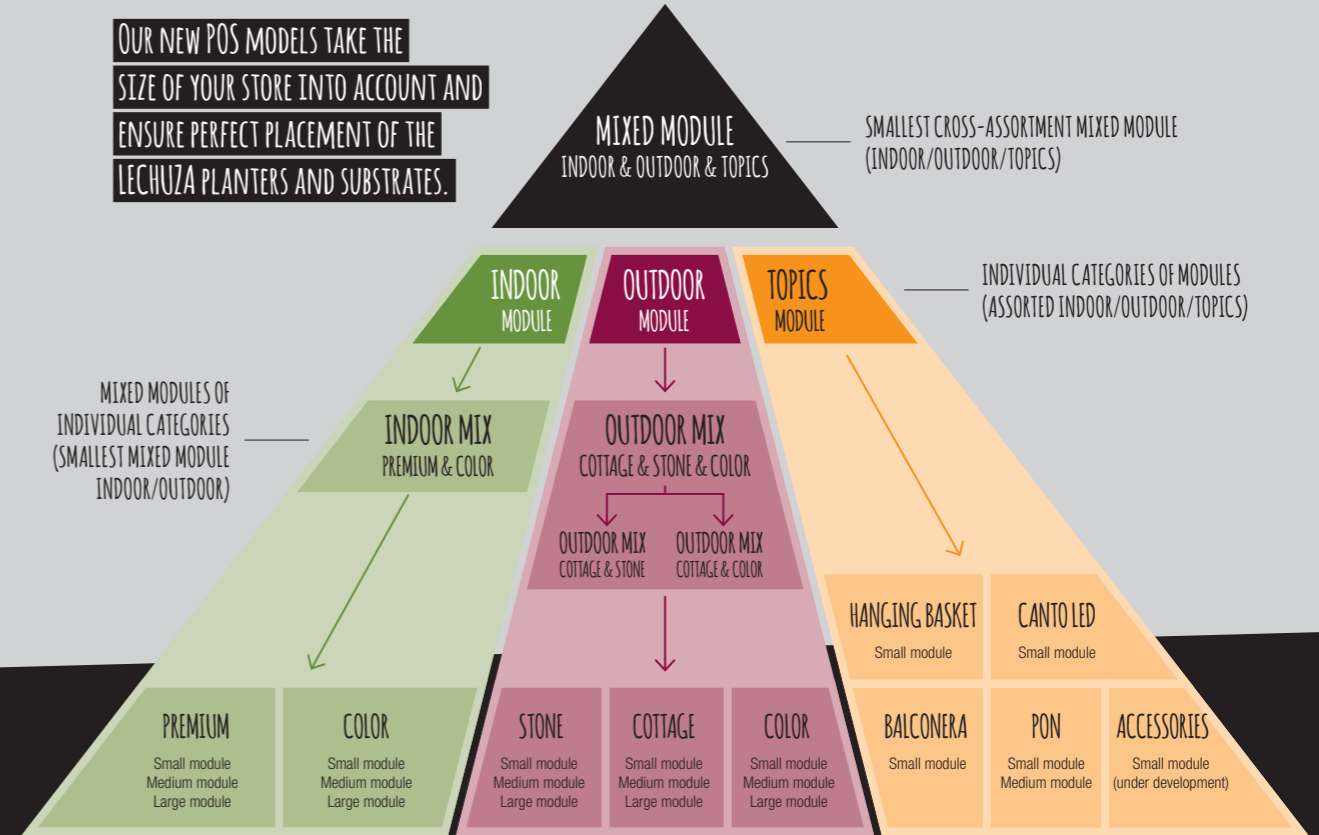 OUR NEW POS MODELS TAKE THE
SIZE OF YOUR STORE INTO ACCOUNT AND
ENSURE PERFECT PLACEMENT OF THE
LECHUZA PLANTERS AND SUBSTRATES.
MIXED MODULE
INDOOR & OUTDOOR & TOPICS
SMALLEST CROSS-ASSORTMENT MIXED MODULE
(INDOOR/OUTDOOR/TOPICS)
INDOOR
MODULE
OUTDOOR
MODULE
TOPICS
MODULE
INDIVIDUAL CATEGORIES OF MODULES
(ASSORTED INDOOR/OUTDOOR/TOPICS)
MIXED MODULES OF
INDIVIDUAL CATEGORIES
(SMALLEST MIXED MODULE
INDOOR/OUTDOOR)
INDOOR MIX
PREMIUM & COLOR
OUTDOOR MIX
COTTAGE & STONE & COLOR
OUTDOOR MIX
COTTAGE & STONE
OUTDOOR MIX
COTTAGE & COLOR
HANGING BASKET
Small module
CANTO LED
Small module
PREMIUM
Small module
Medium module
Large module
COLOR
Small module
Medium module
Large module
STONE
Small module
Medium module
Large module
COTTAGE
Small module
Medium module
Large module
COLOR
Small module
Medium module
Large module
BALCONERA
Small module
PON
Small module
Medium module
ACCESSORIES
Small module
(under development)